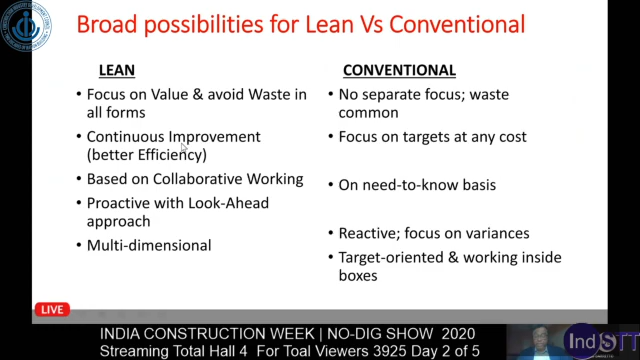 Broad possibilities for Lean Vs Conventional
LEAN
Focus on Value & avoid Waste in
all forms
Continuous Improvement
(better Efficiency)
Based on Collaborative Working
Proactive with Look-Ahead
approach
Multi-dimensional
CONVENTIONAL
No separate focus; waste
common
Focus on targets at any cost
On need-to-know basis
Reactive; focus on variances
Target-oriented & working inside
boxes
LIVE
INDIA CONSTRUCTION WEEK | NO-DIG SHOW 2020
Streaming Total Hall 4 For Toal Viewers 3925 Day 2 of 5
IndSTT